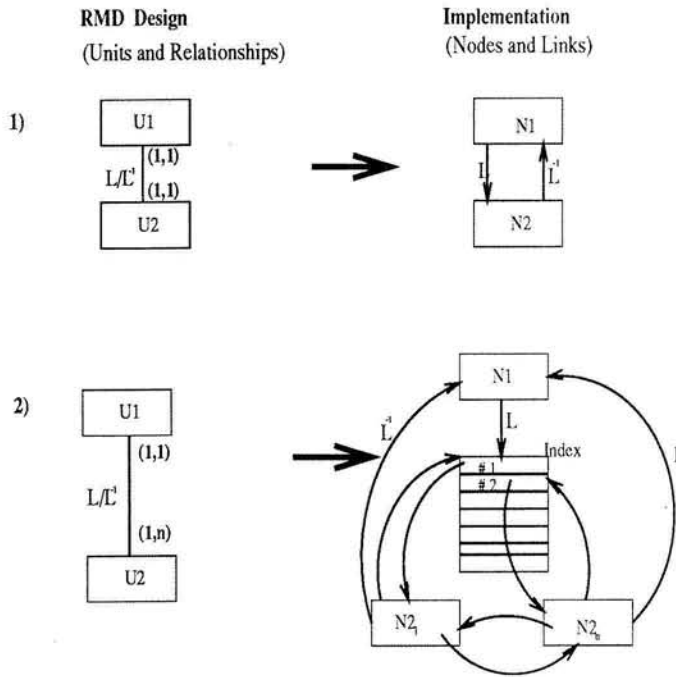 RMD Design
Implementation
(Units and Relationships)
(Nodes and Links)
1)
U1
(1,1)
L/L⁻¹
(1,1)
U2
N1
L
L⁻¹
N2
2)
U1
(1,1)
L/L⁻¹
(1,n)
U2
N1
L⁻¹
L
Index
# 1
# 2
N2₁
N2ₙ